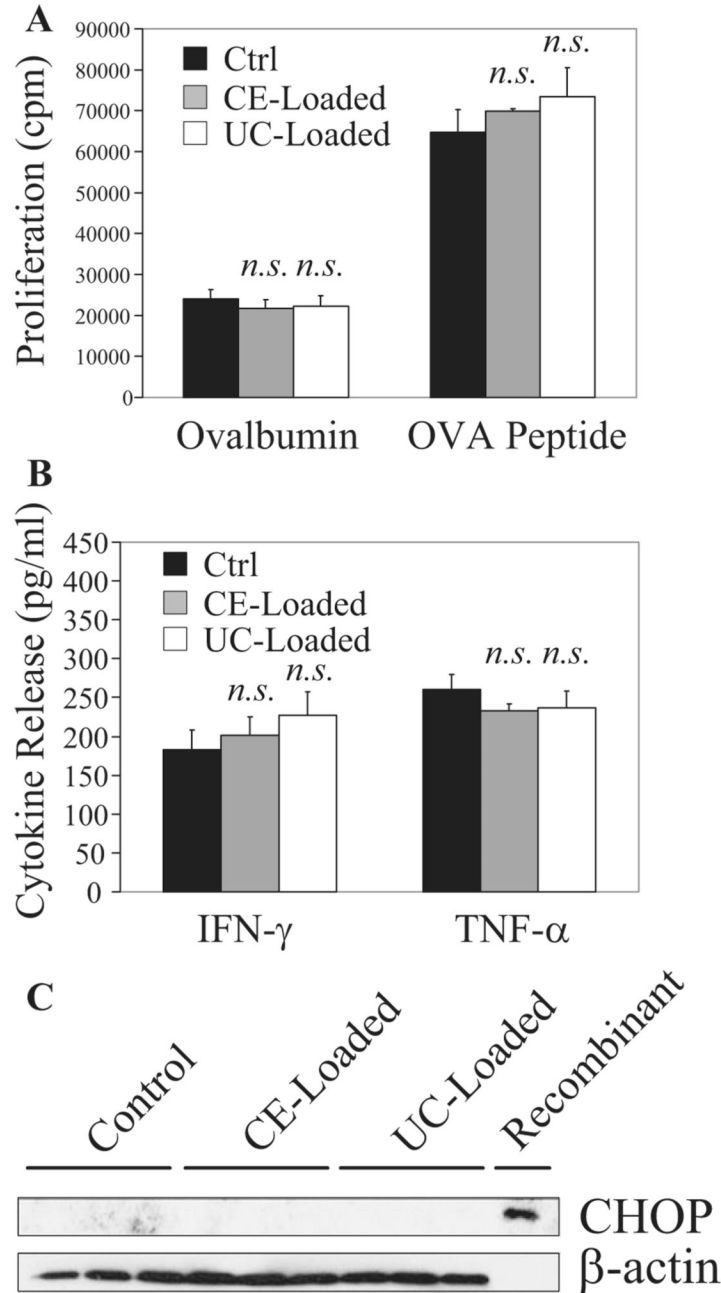 A
90000
80000
70000
60000
50000
40000
30000
20000
10000
0
Proliferation (cpm)
Ctrl
CE-Loaded
UC-Loaded
n.s. n.s.
n.s.
n.s.
Ovalbumin
OVA Peptide
B
450
400
350
300
250
200
150
100
50
0
Cytokine Release (pg/ml)
Ctrl
CE-Loaded
UC-Loaded
n.s.
n.s.
n.s. n.s.
IFN-γ
TNF-α
C
Control
CE-Loaded
UC-Loaded
Recombinant
CHOP
β-actin